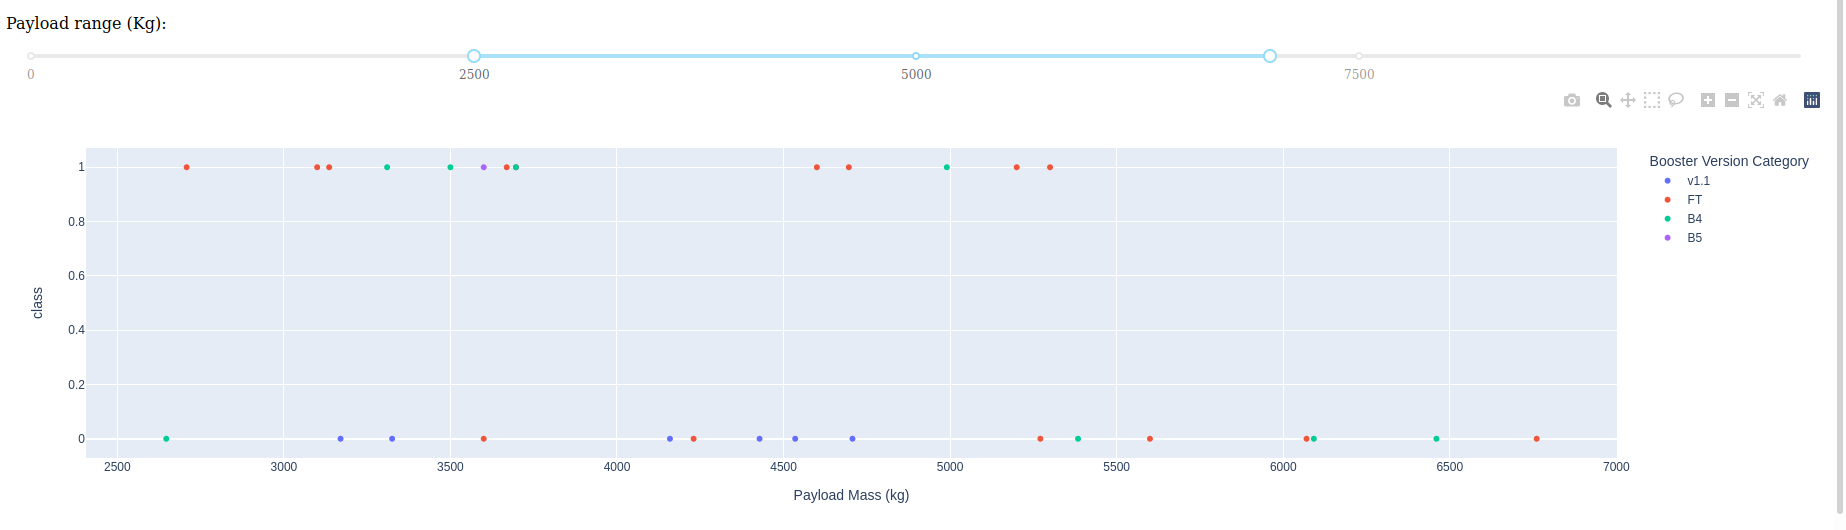 Payload range (Kg):
0 2500 5000 7500
Booster Version Category
v1.1
FT
B4
B5
1
0.8
0.6
0.4
0.2
0
class
2500 3000 3500 4000 4500 5000 5500 6000 6500 7000
Payload Mass (kg)